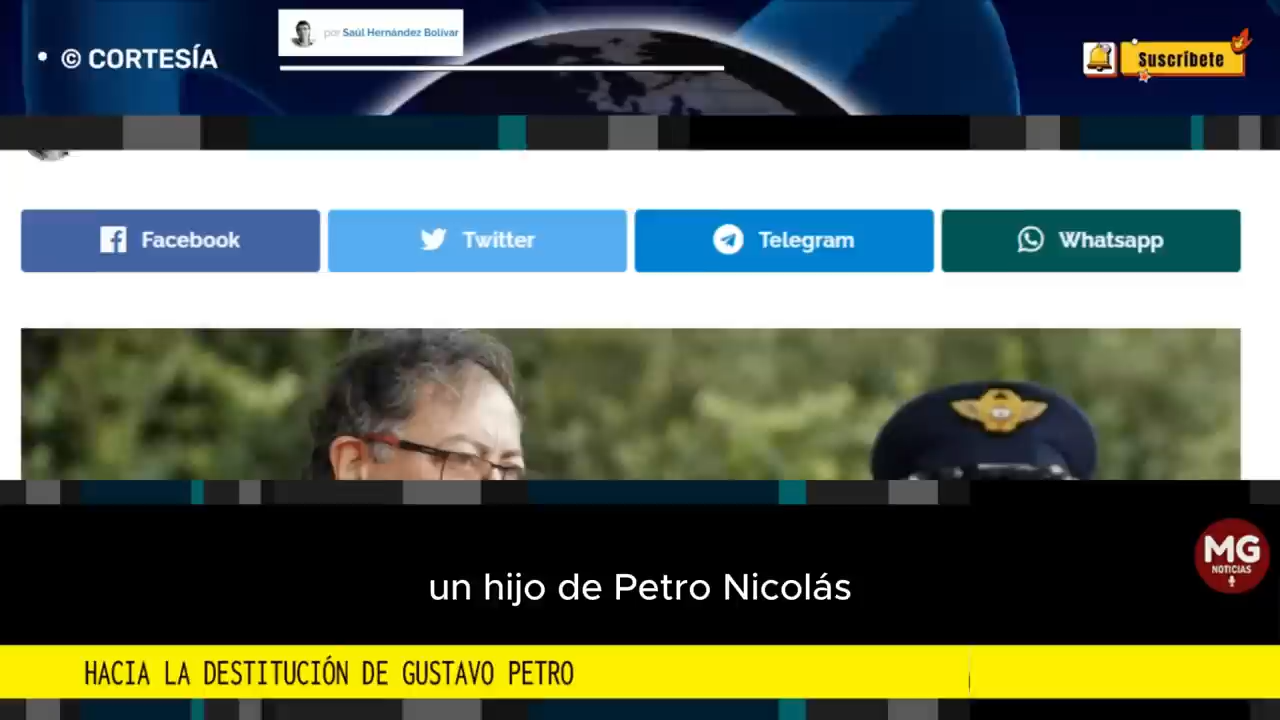 • © CORTESÍA
por Saúl Hernández Bolívar
Suscríbete
Facebook
Twitter
Telegram
Whatsapp
un hijo de Petro Nicolás
MG
NOTICIAS
HACIA LA DESTITUCIÓN DE GUSTAVO PETRO